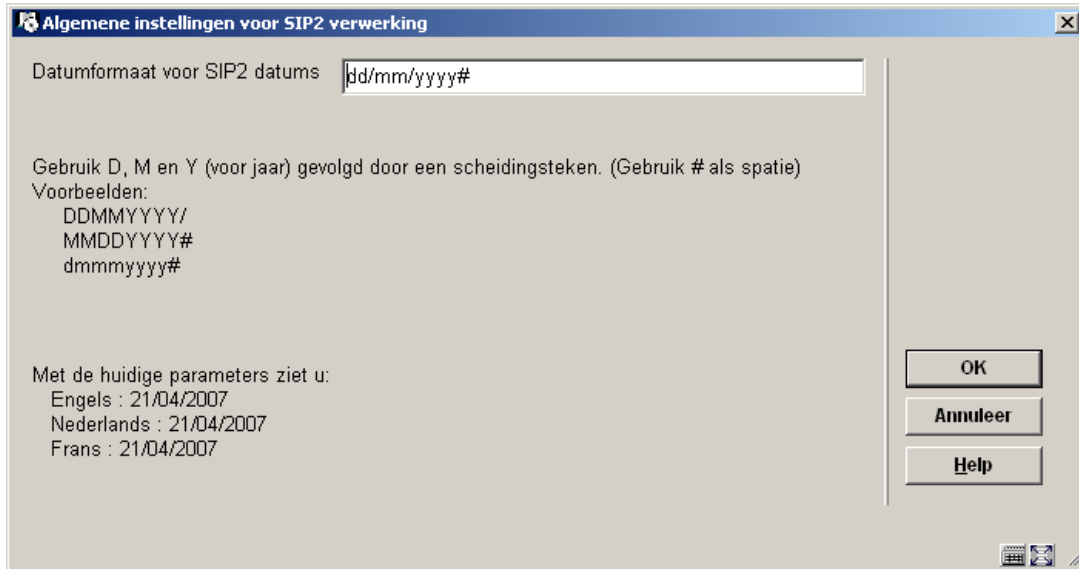 Algemene instellingen voor SIP2 verwerking
Datumformaat voor SIP2 datums
dd/mm/yyyy#
Gebruik D, M en Y (voor jaar) gevolgd door een scheidingsteken. (Gebruik # als spatie)
Voorbeelden:
DDMMYYYY/
MMDDYYYY#
dmmmyyyy#
Met de huidige parameters ziet u:
Engels : 21/04/2007
Nederlands : 21/04/2007
Frans : 21/04/2007
OK
Annuleer
Help